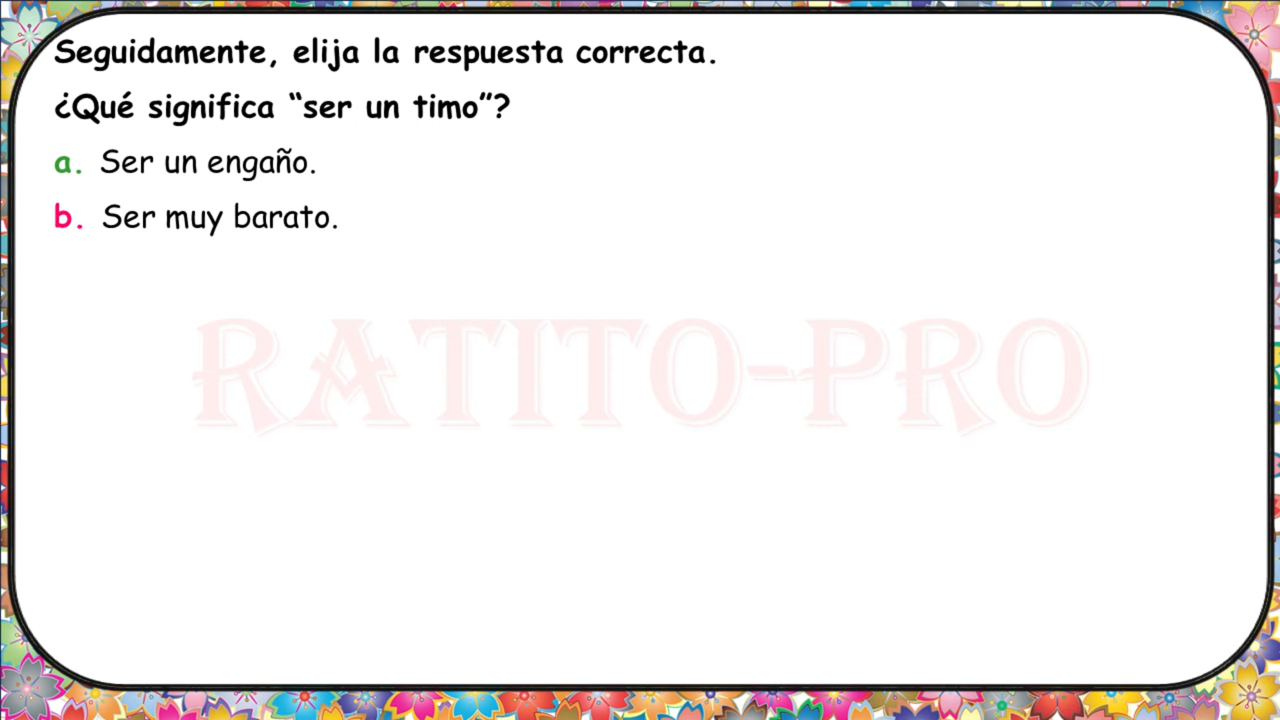 Seguidamente, elija la respuesta correcta.
¿Qué significa “ser un timo”?
a. Ser un engaño.
b. Ser muy barato.
RATITO-PRO